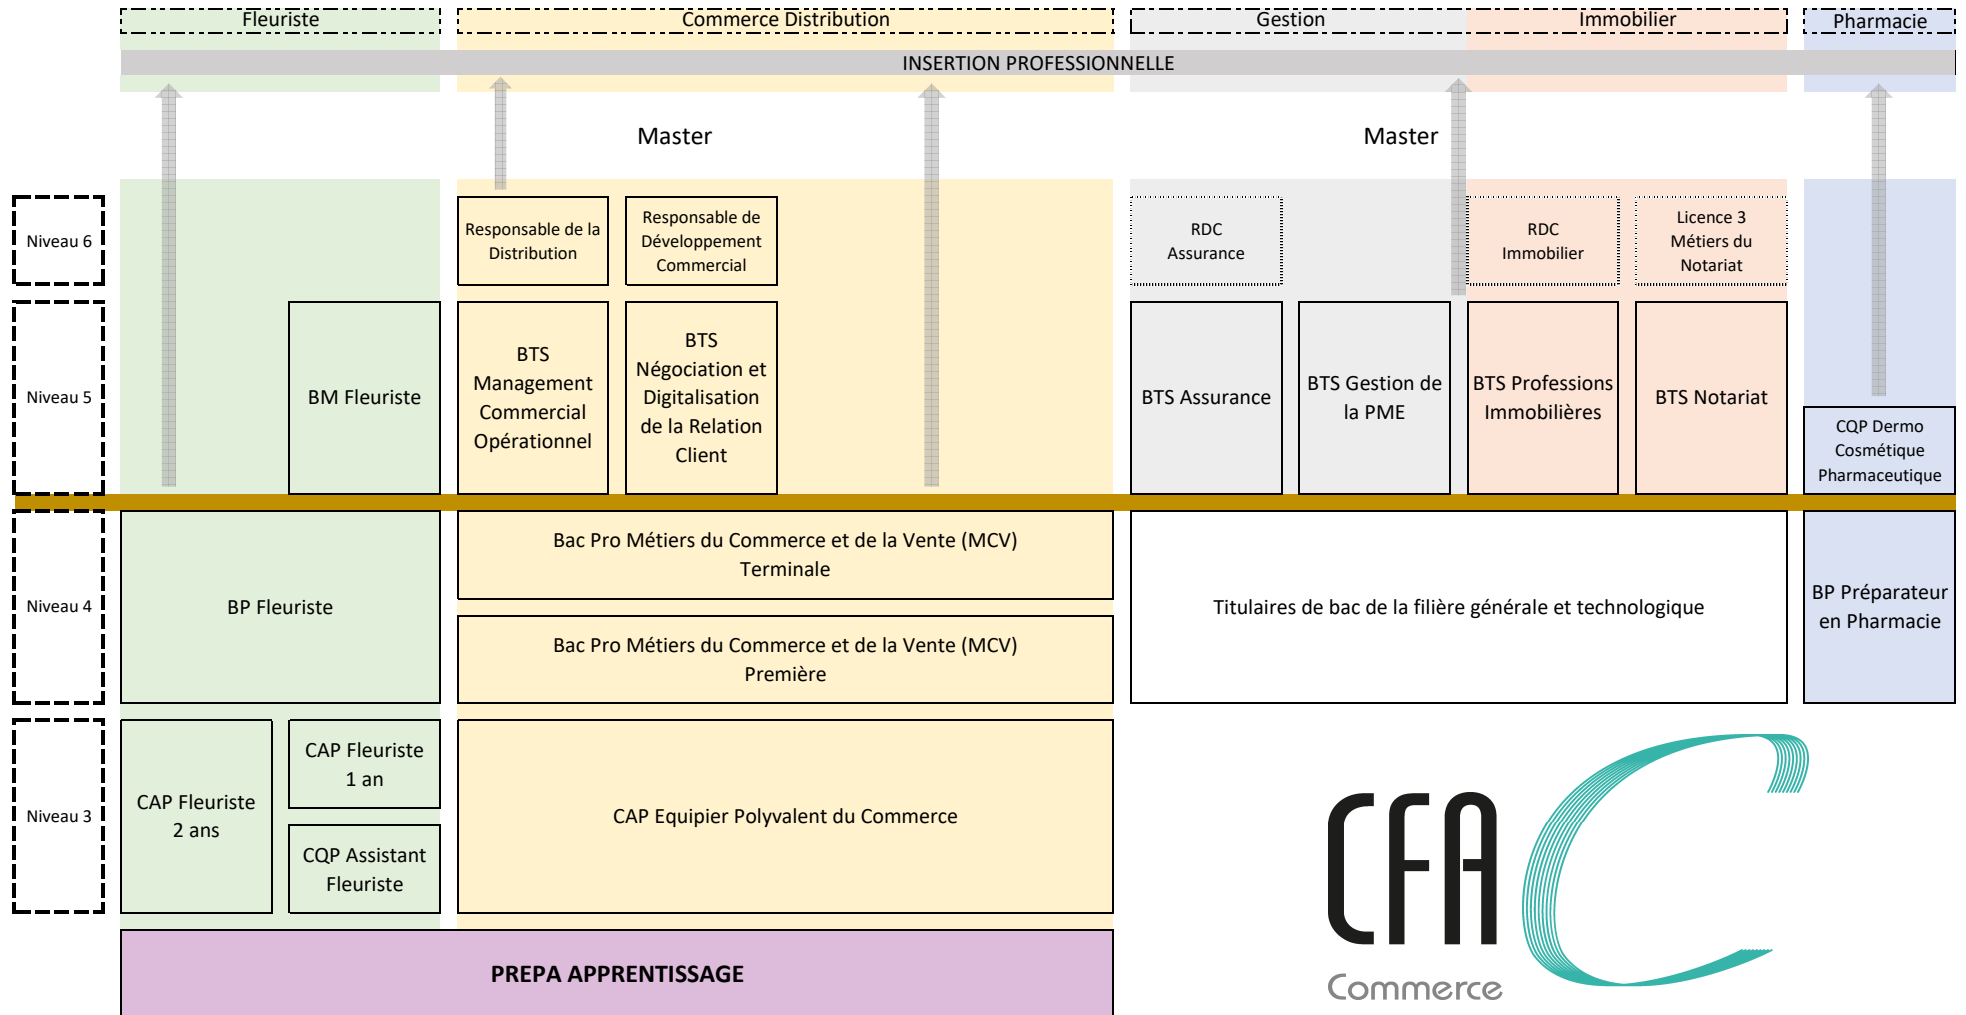 Fleuriste
Commerce Distribution
Gestion
Immobilier
Pharmacie
INSERTION PROFESSIONNELLE
Master
Master
Niveau 6
Responsable de la
Distribution
Responsable de
Développement
Commercial
RDC
Assurance
RDC
Immobilier
Licence 3
Métiers du
Notariat
Niveau 5
BM Fleuriste
BTS
Management
Commercial
Opérationnel
BTS
Négociation et
Digitalisation
de la Relation
Client
BTS Assurance
BTS Gestion de
la PME
BTS Professions
Immobilières
BTS Notariat
CQP Dermo
Cosmétique
Pharmaceutique
Niveau 4
BP Fleuriste
Bac Pro Métiers du Commerce et de la Vente (MCV)
Terminale
Bac Pro Métiers du Commerce et de la Vente (MCV)
Première
Titulaires de bac de la filière générale et technologique
BP Préparateur
en Pharmacie
Niveau 3
CAP Fleuriste
2 ans
CAP Fleuriste
1 an
CQP Assistant
Fleuriste
CAP Equipier Polyvalent du Commerce
PREPA APPRENTISSAGE
CFA
Commerce